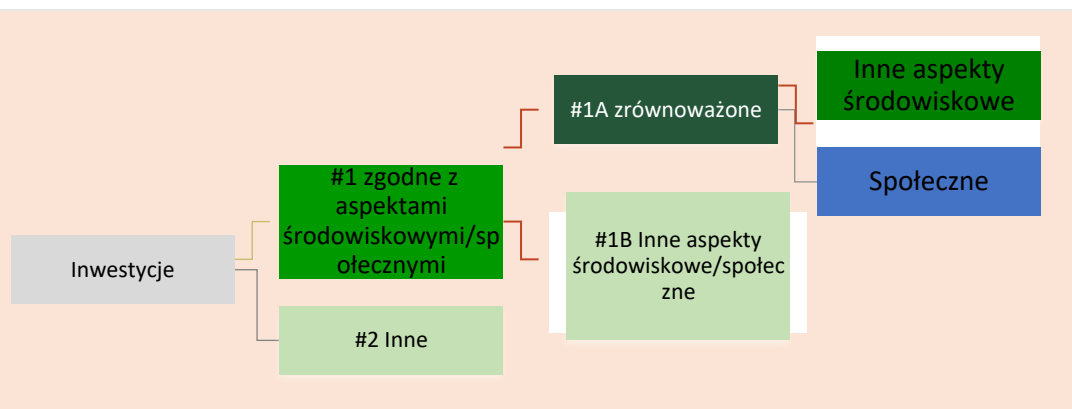 Inwestycje
#1 zgodne z
aspektami
środowiskowymi/sp
ołecznymi
#2 Inne
#1A zrównoważone
#1B Inne aspekty
środowiskowe/społec
zne
Inne aspekty
środowiskowe
Społeczne